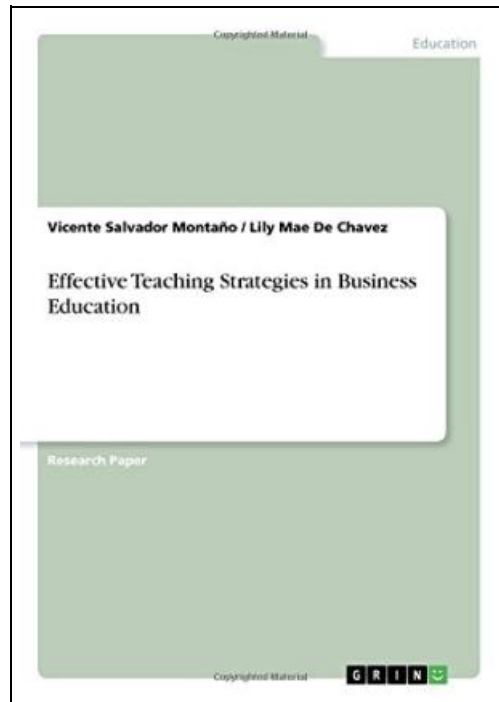 Copyrighted Material
Education
Vicente Salvador Montaño / Lily Mae De Chavez
Effective Teaching Strategies in Business
Education
Research Paper
Copyrighted Material
GRIN